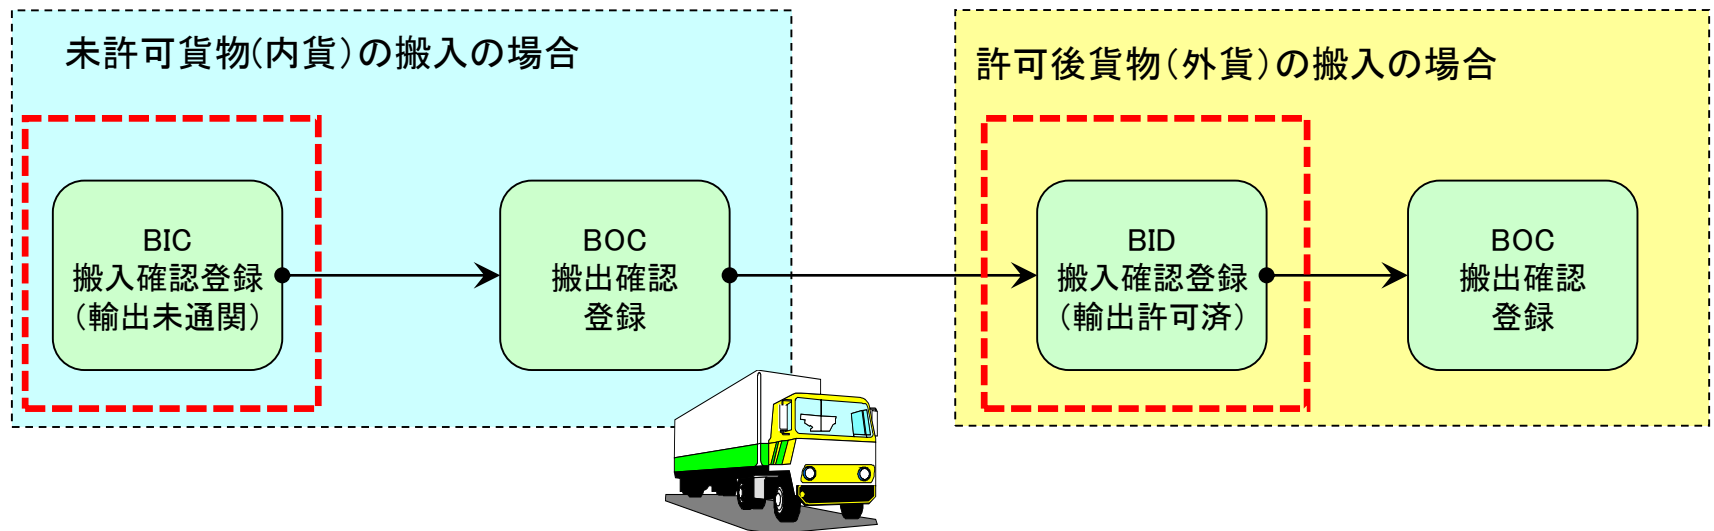 未許可貨物(内貨)の搬入の場合
BIC
搬入確認登録
(輸出未通関)
BOC
搬出確認
登録
許可後貨物(外貨)の搬入の場合
BID
搬入確認登録
(輸出許可済)
BOC
搬出確認
登録